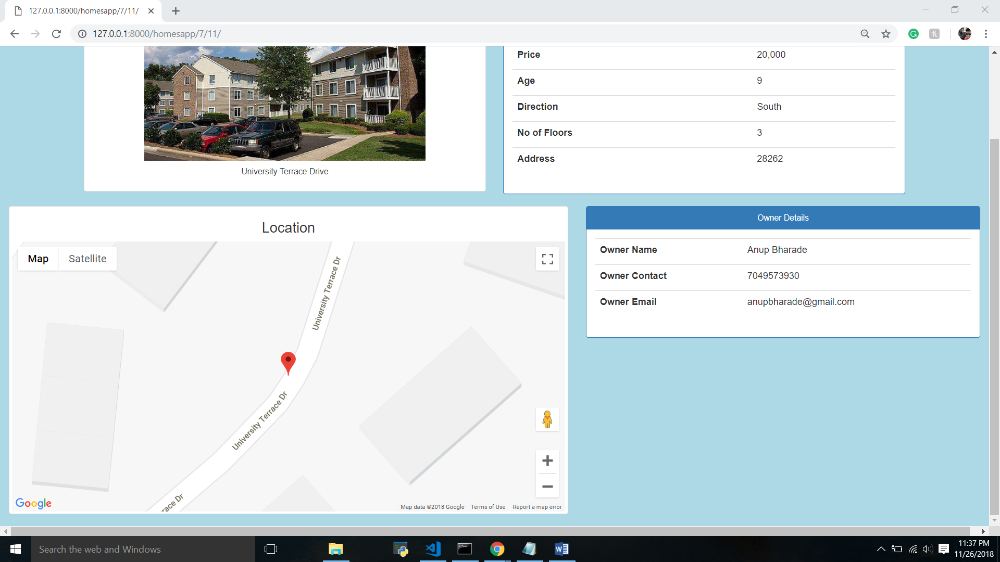 127.0.0.1:8000/homesapp/7/11/
127.0.0.1:8000/homesapp/7/11/
Price 20,000
Age 9
Direction South
No of Floors 3
Address 28262
University Terrace Drive
Location
Map Satellite
University Terrace Dr
University Terrace Dr
race Dr
Google
Map data ©2018 Google Terms of Use Report a map error
Owner Details
Owner Name Anup Bharade
Owner Contact 7049573930
Owner Email anupbharade@gmail.com
Search the web and Windows
11:37 PM
11/26/2018